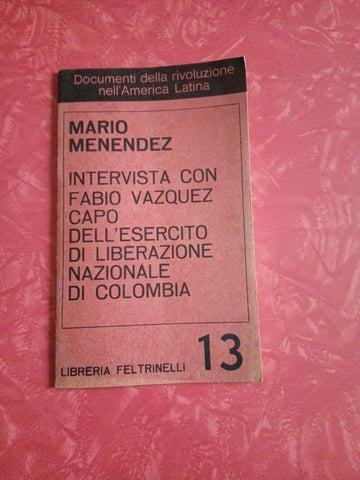 Documenti della rivoluzione
nell'America Latina
MARIO
MENENDEZ
INTERVISTA CON
FABIO VAZQUEZ
CAPO
DELL'ESERCITO
DI LIBERAZIONE
NAZIONALE
DI COLOMBIA
LIBRERIA FELTRINELLI 13